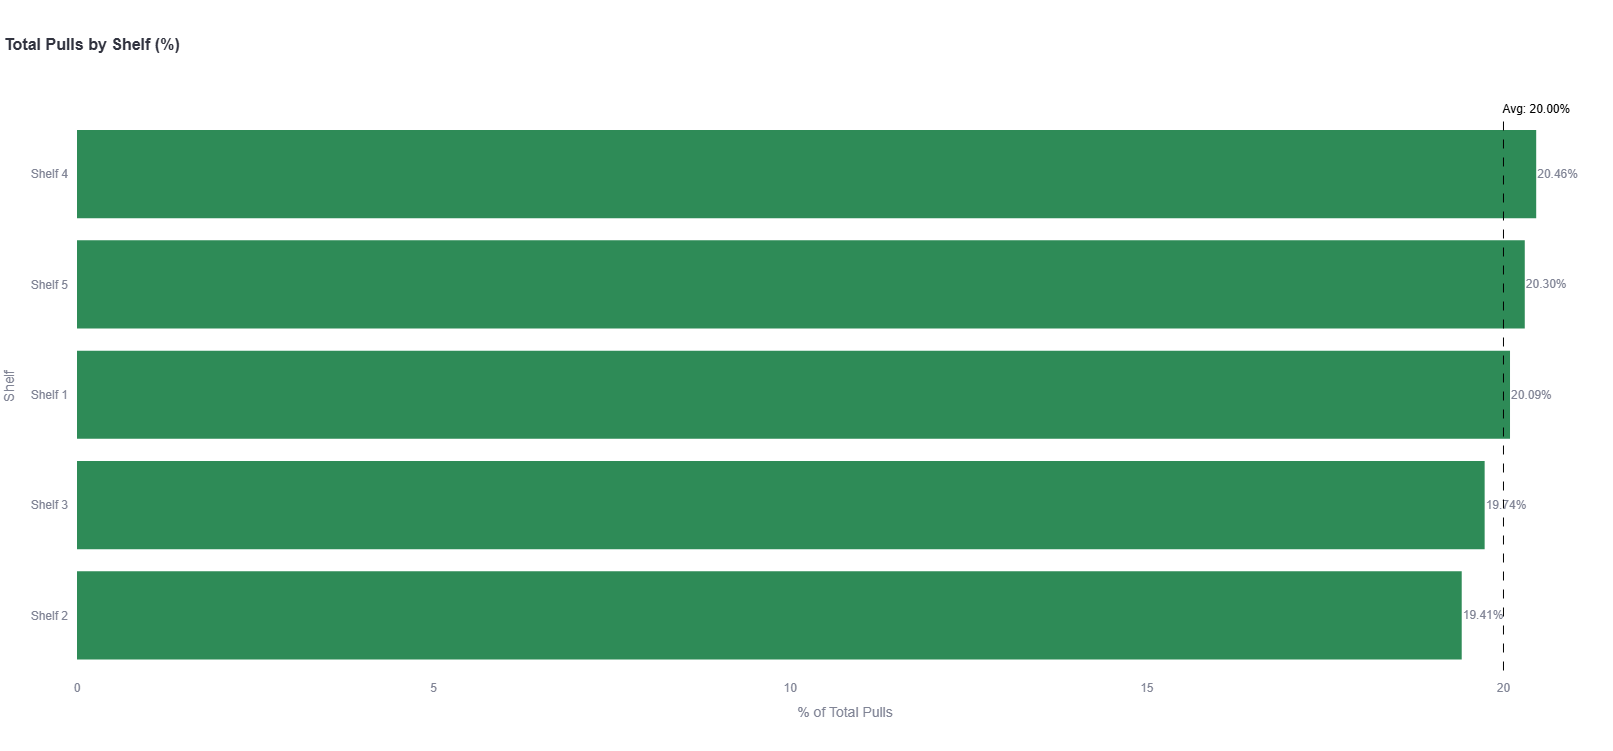 Total Pulls by Shelf (%)
Avg: 20.00%
Shelf 4
20.46%
Shelf 5
20.30%
Shelf
Shelf 1
20.09%
Shelf 3
19.74%
Shelf 2
19.41%
0
5
10
15
20
% of Total Pulls